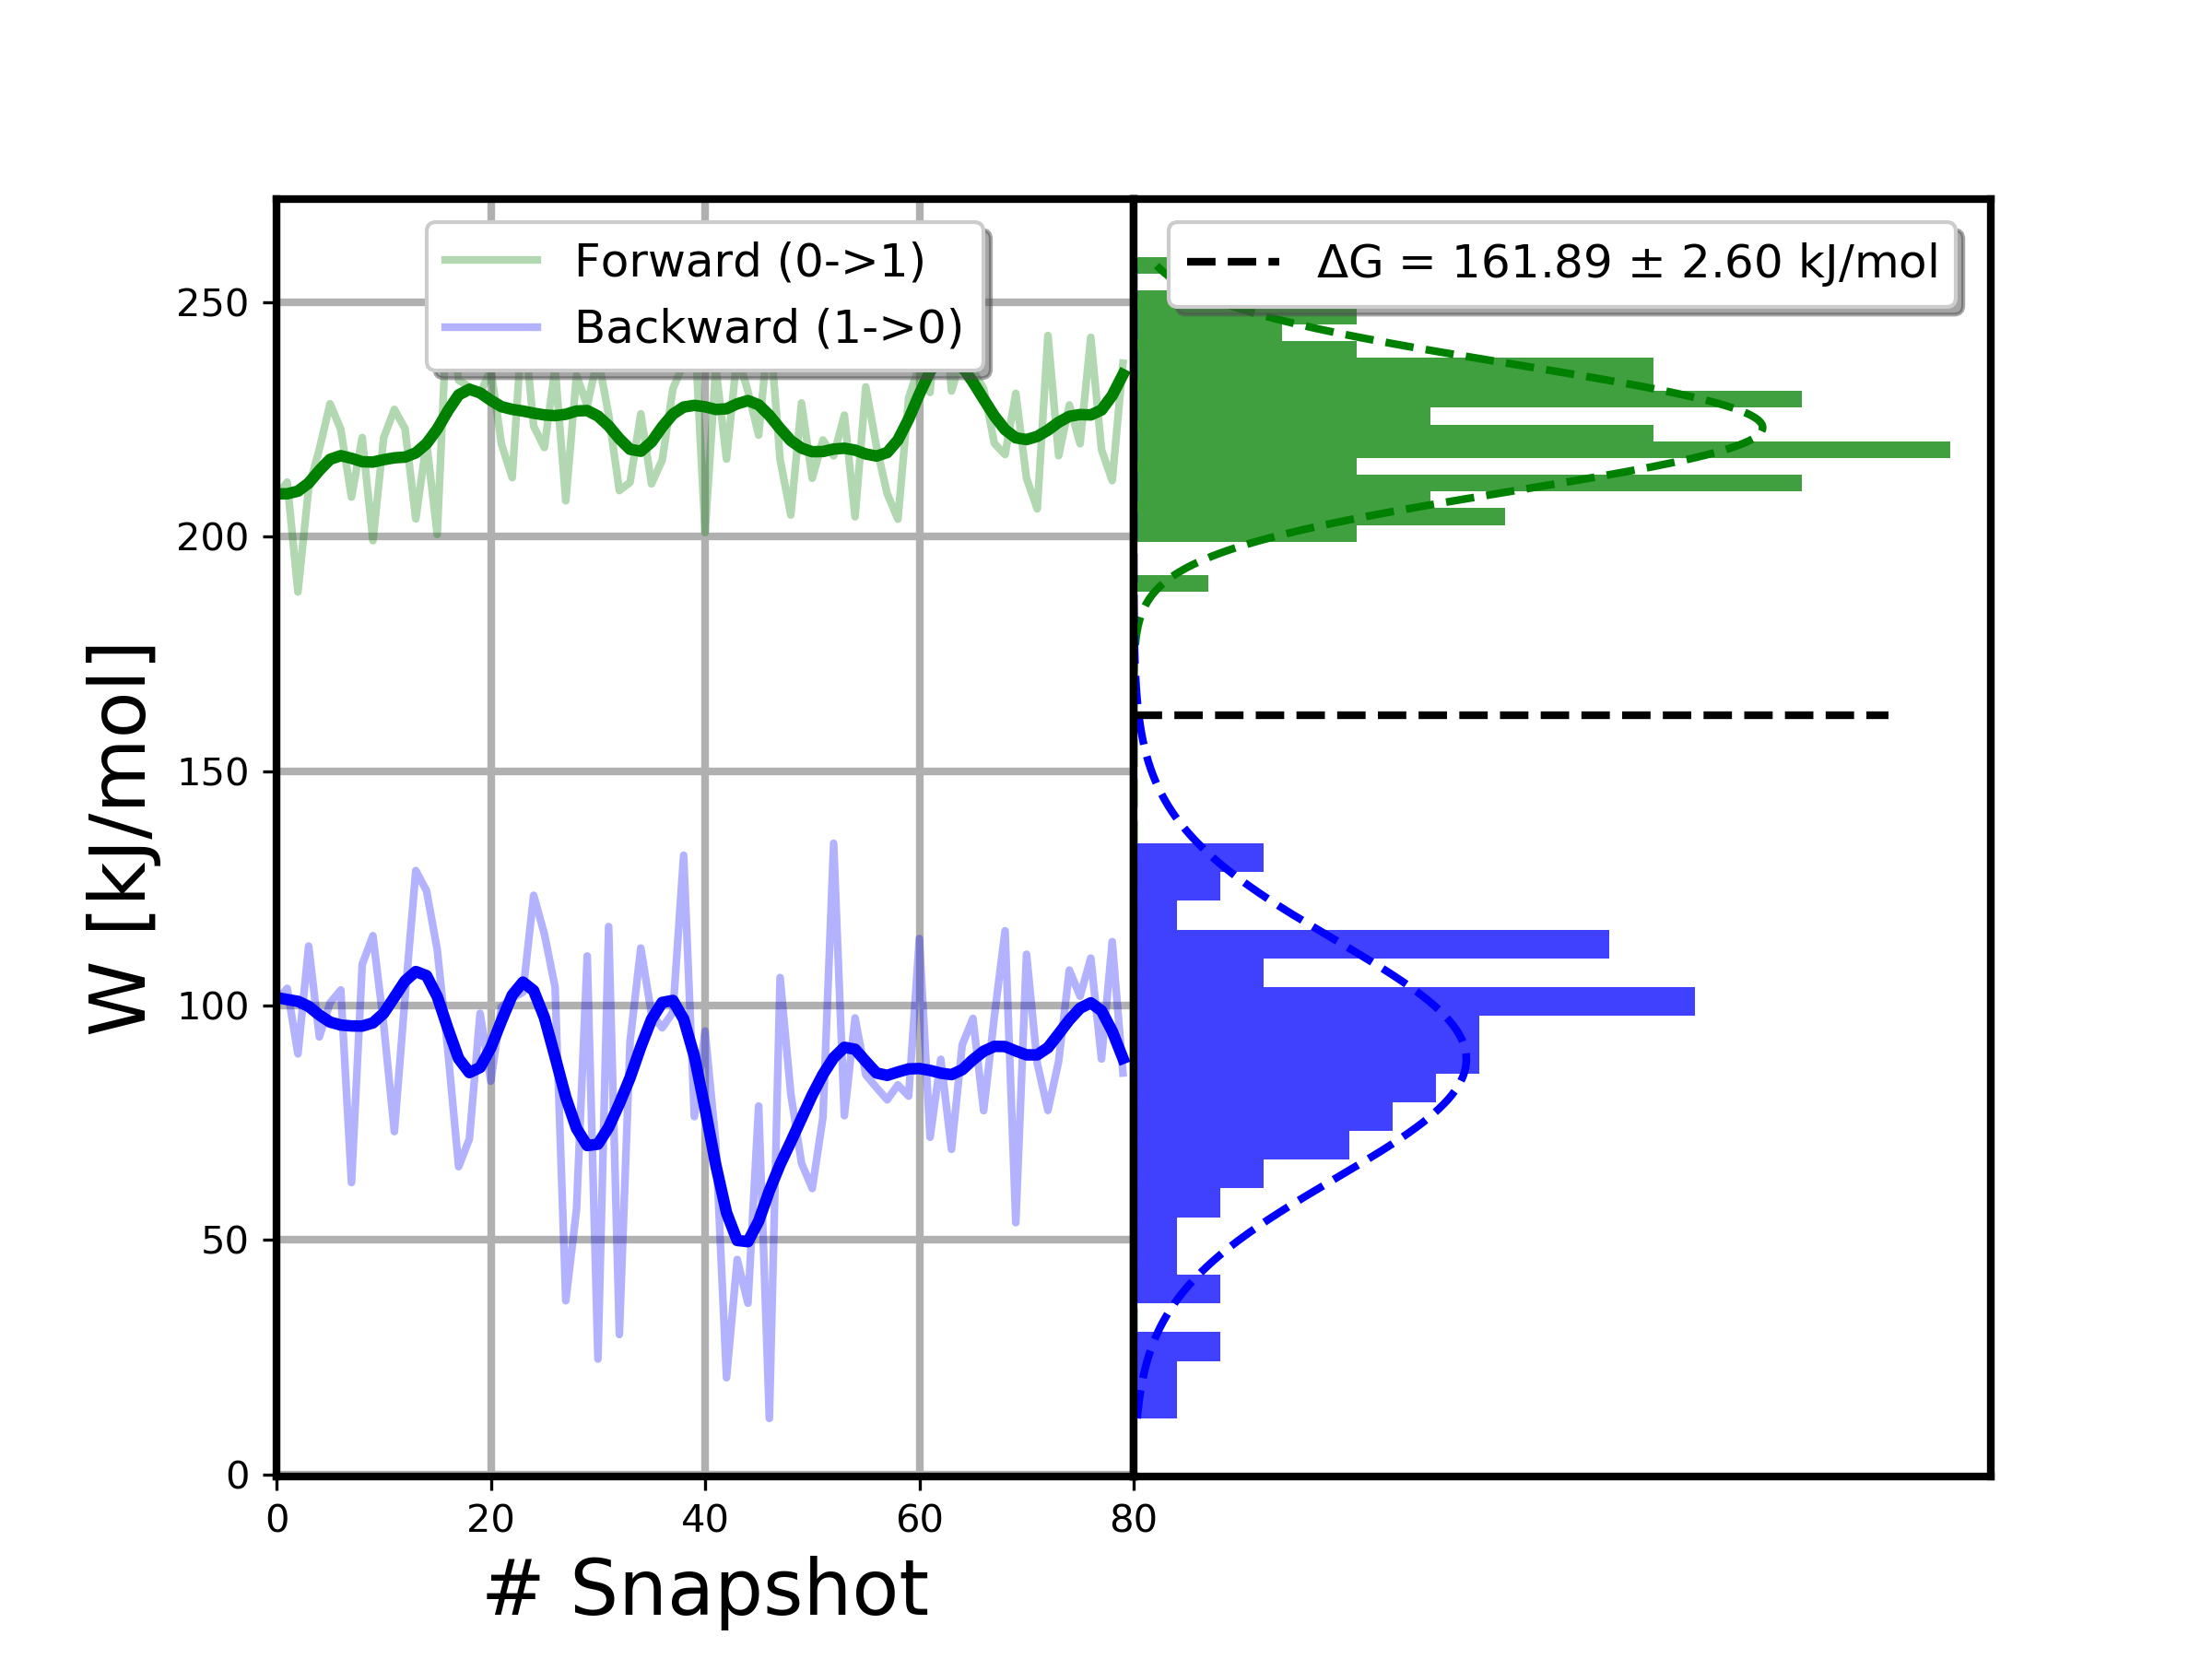 Forward (0->1)
Backward (1->0)
ΔG = 161.89 ± 2.60 kJ/mol
250
200
150
100
50
0
W [kJ/mol]
0 20 40 60 80
# Snapshot